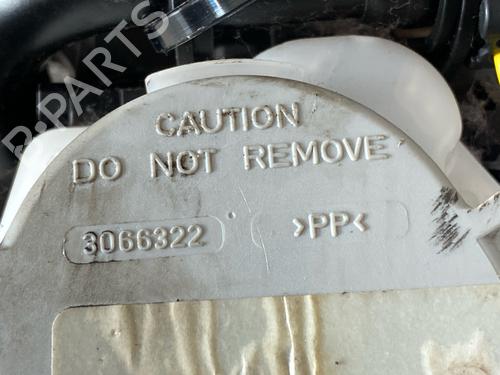 B-PARTS
CAUTION
DO NOT REMOVE
3066322 >PP<